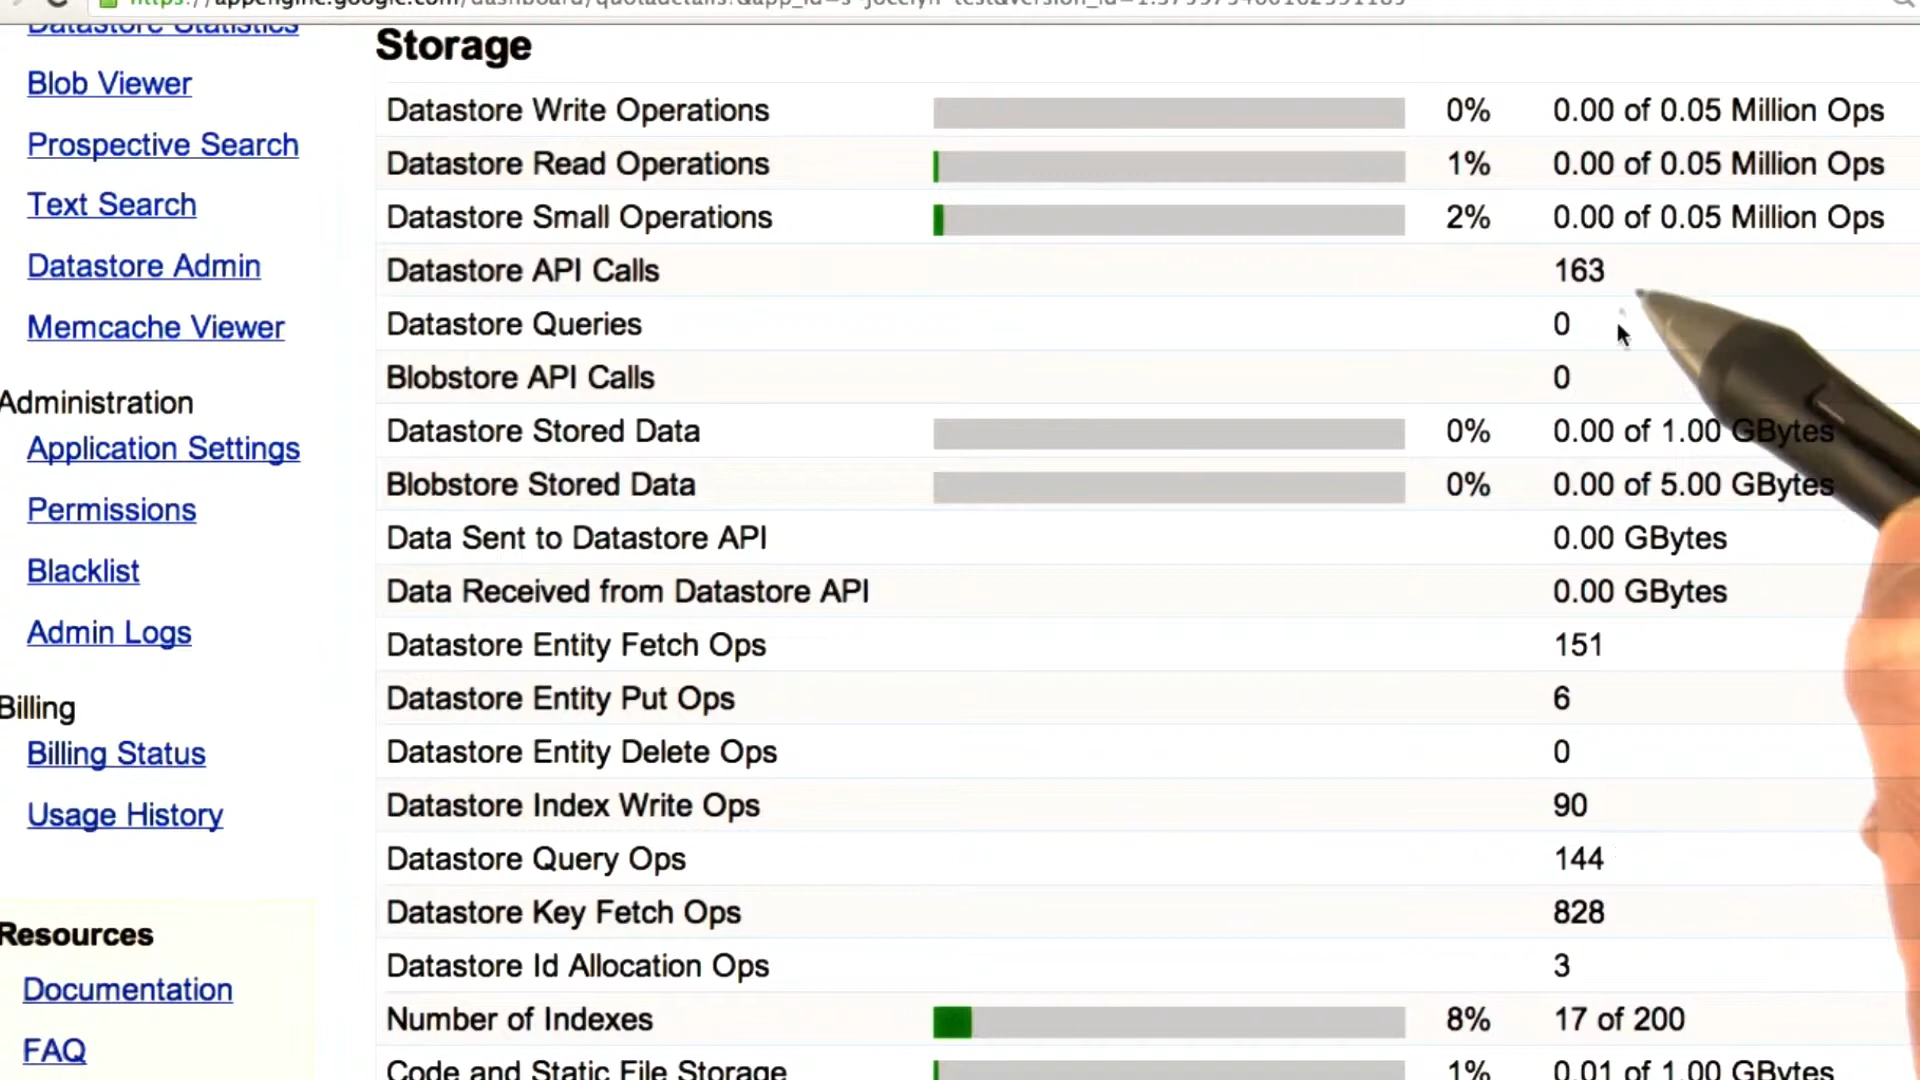 Datastore Statistics
Blob Viewer
Prospective Search
Text Search
Datastore Admin
Memcache Viewer
Administration
Application Settings
Permissions
Blacklist
Admin Logs
Billing
Billing Status
Usage History
Resources
Documentation
FAQ
Storage
Datastore Write Operations 0% 0.00 of 0.05 Million Ops
Datastore Read Operations 1% 0.00 of 0.05 Million Ops
Datastore Small Operations 2% 0.00 of 0.05 Million Ops
Datastore API Calls 163
Datastore Queries 0
Blobstore API Calls 0
Datastore Stored Data 0% 0.00 of 1.00 GBytes
Blobstore Stored Data 0% 0.00 of 5.00 GBytes
Data Sent to Datastore API 0.00 GBytes
Data Received from Datastore API 0.00 GBytes
Datastore Entity Fetch Ops 151
Datastore Entity Put Ops 6
Datastore Entity Delete Ops 0
Datastore Index Write Ops 90
Datastore Query Ops 144
Datastore Key Fetch Ops 828
Datastore Id Allocation Ops 3
Number of Indexes 8% 17 of 200
Code and Static File Storage 1% 0.01 of 1.00 GBytes